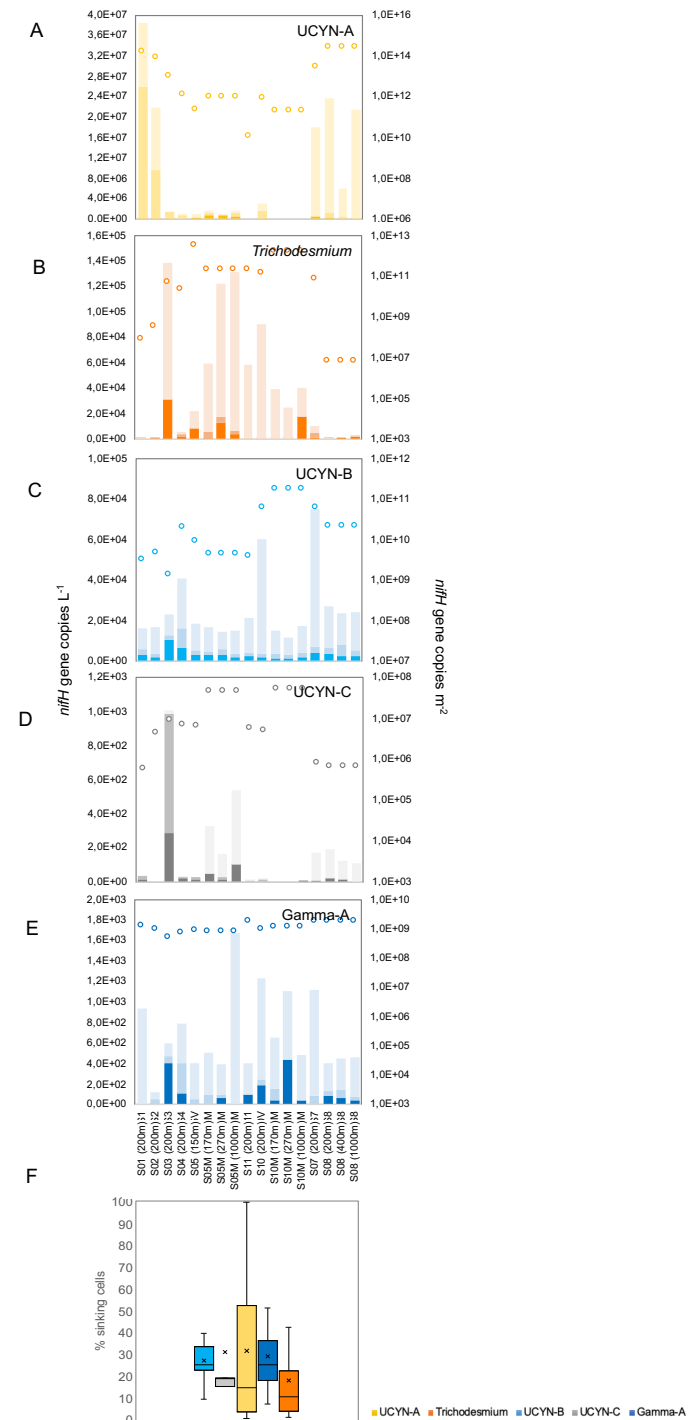 A
UCYN-A
4,0E+07
3,6E+07
3,2E+07
2,8E+07
2,4E+07
2,0E+07
1,6E+07
1,2E+07
8,0E+06
4,0E+06
0,0E+00
1,0E+16
1,0E+14
1,0E+12
1,0E+10
1,0E+08
1,0E+06
B
Trichodesmium
1,6E+05
1,4E+05
1,2E+05
1,0E+05
8,0E+04
6,0E+04
4,0E+04
2,0E+04
0,0E+00
1,0E+13
1,0E+11
1,0E+09
1,0E+07
1,0E+05
1,0E+03
C
UCYN-B
1,0E+05
8,0E+04
6,0E+04
4,0E+04
2,0E+04
0,0E+00
1,0E+12
1,0E+11
1,0E+10
1,0E+09
1,0E+08
1,0E+07
nifH gene copies L-1
nifH gene copies m-2
D
UCYN-C
1,2E+03
1,0E+03
8,0E+02
6,0E+02
4,0E+02
2,0E+02
0,0E+00
1,0E+08
1,0E+07
1,0E+06
1,0E+05
1,0E+04
1,0E+03
E
Gamma-A
2,0E+03
1,8E+03
1,6E+03
1,4E+03
1,2E+03
1,0E+03
8,0E+02
6,0E+02
4,0E+02
2,0E+02
0,0E+00
1,0E+10
1,0E+09
1,0E+08
1,0E+07
1,0E+06
1,0E+05
1,0E+04
1,0E+03
S01 (200m)
S02 (200m)
S03 (200m)
S04 (200m)
S05 (150m)
S05M (170m)
S05M (270m)
S05M (1000m)
S11 (200m)
S10 (200m)
S10M (170m)
S10M (270m)
S10M (1000m)
S07 (200m)
S08 (200m)
S08 (400m)
S08 (1000m)
F
% sinking cells
100
90
80
70
60
50
40
30
20
10
0
UCYN-A Trichodesmium UCYN-B UCYN-C Gamma-A